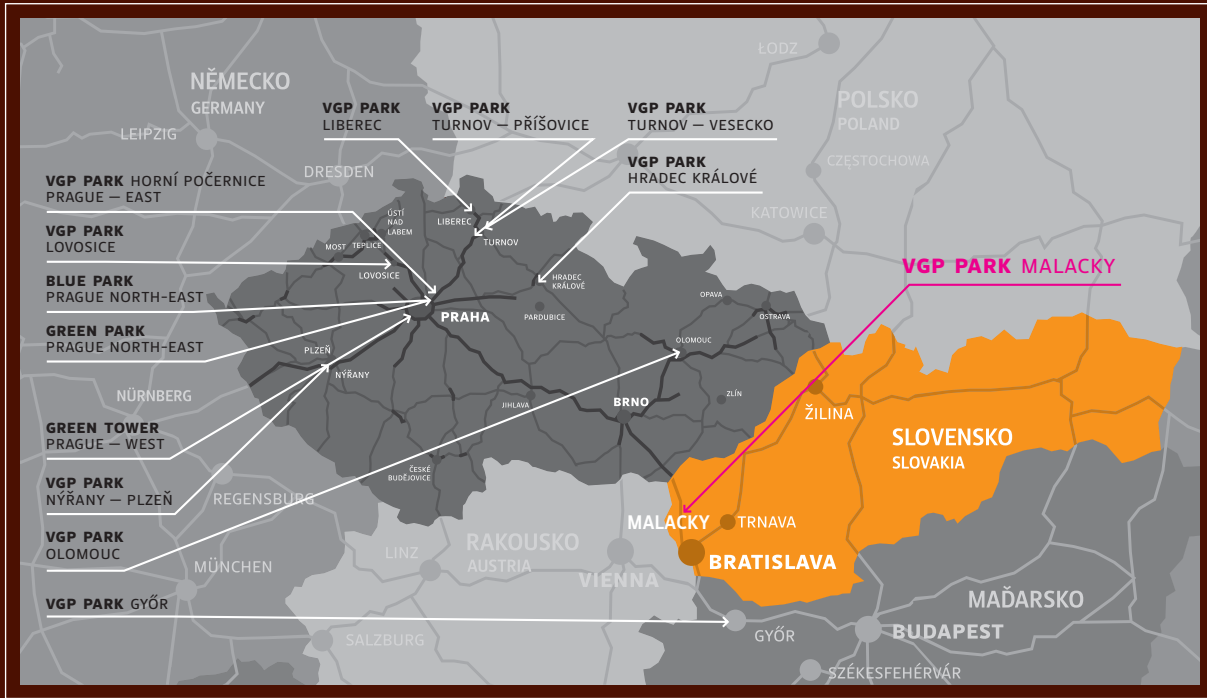 ŁODZ
NĚMECKO
GERMANY
POLSKO
POLAND
LEIPZIG
VGP PARK
LIBEREC
VGP PARK
TURNOV – PŘÍŠOVICE
VGP PARK
TURNOV – VESECKO
DRESDEN
CZĘSTOCHOWA
VGP PARK
HRADEC KRÁLOVÉ
VGP PARK HORNÍ POČERNICE
PRAGUE – EAST
KATOWICE
ÚSTÍ
NAD
LABEM
LIBEREC
TURNOV
VGP PARK
LOVOSICE
MOST
TEPLICE
LOVOSICE
HRADEC
KRÁLOVÉ
VGP PARK MALACKY
BLUE PARK
PRAGUE NORTH-EAST
OPAVA
OSTRAVA
PRAHA
PARDUBICE
GREEN PARK
PRAGUE NORTH-EAST
OLOMOUC
PLZEŇ
NÝŘANY
NÜRNBERG
JIHLAVA
BRNO
ZLÍN
ŽILINA
GREEN TOWER
PRAGUE – WEST
SLOVENSKO
SLOVAKIA
ČESKÉ
BUDĚJOVICE
VGP PARK
NÝŘANY – PLZEŇ
REGENSBURG
MALACKY
TRNAVA
VGP PARK
OLOMOUC
LINZ
RAKOUSKO
AUSTRIA
BRATISLAVA
MÜNCHEN
VIENNA
VGP PARK GYŐR
MAĎARSKO
SALZBURG
GYŐR
BUDAPEST
SZÉKESFEHÉRVÁR